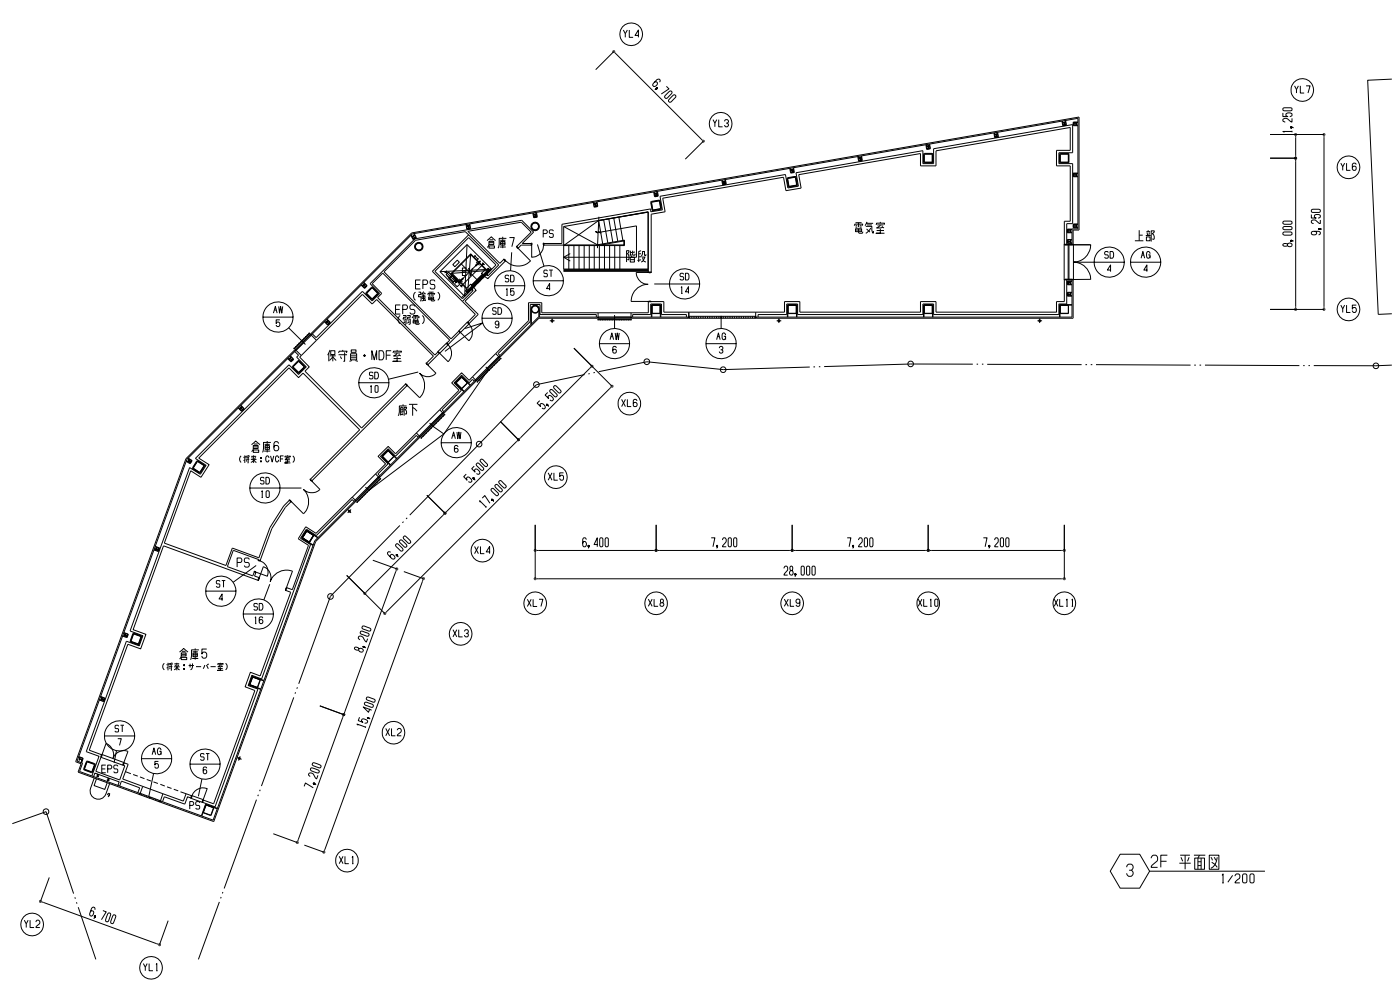 YL4
6,700
YL3
YL7
1,250
YL6
8,000
9,250
YL5
電気室
上部
SD
4
AG
4
倉庫7
PS
階段
EPS
(強電)
EPS
(弱電)
SD
15
ST
4
SD
14
SD
9
AW
5
AW
6
AG
3
保守員・MDF室
SD
10
廊下
AW
6
倉庫6
(将来:CVCF室)
SD
10
PS
ST
4
SD
16
倉庫5
(将来:サーバー室)
ST
7
AG
5
ST
6
EPS
PS
5,500
XL6
5,500
17,000
XL5
6,000
XL4
XL3
8,200
15,400
XL2
7,200
XL1
6,400
7,200
7,200
7,200
28,000
XL7
XL8
XL9
XL10
XL11
YL2
6,700
YL1
3
2F 平面図
1/200